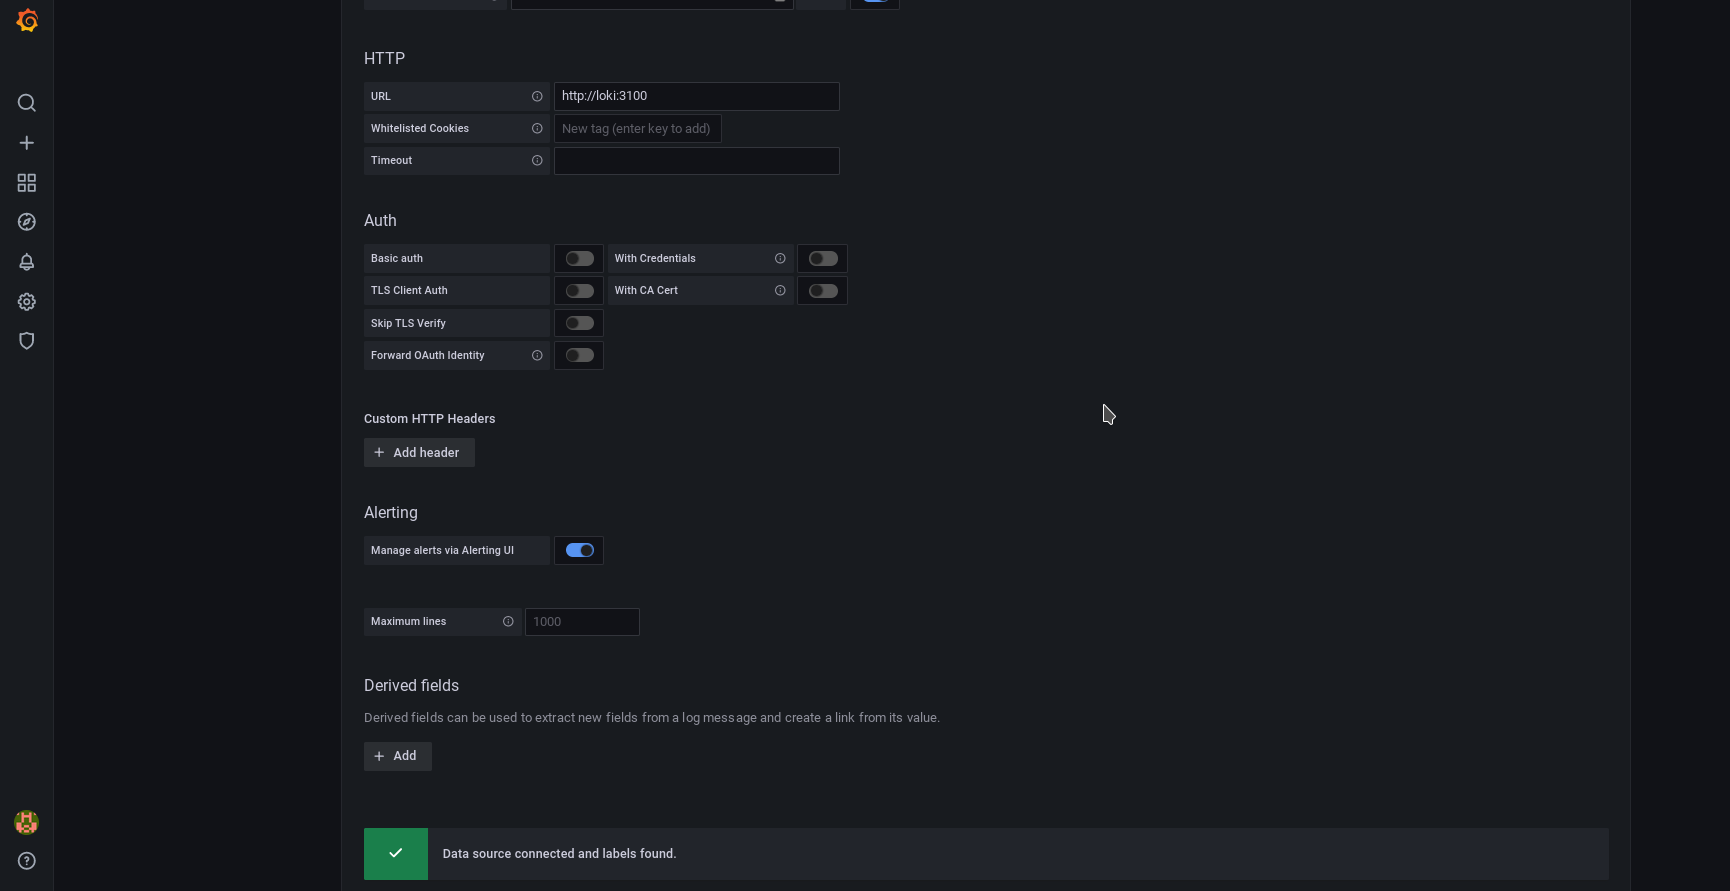 HTTP
URL http://loki:3100
Whitelisted Cookies New tag (enter key to add)
Timeout
Auth
Basic auth With Credentials
TLS Client Auth With CA Cert
Skip TLS Verify
Forward OAuth Identity
Custom HTTP Headers
+ Add header
Alerting
Manage alerts via Alerting UI
Maximum lines 1000
Derived fields
Derived fields can be used to extract new fields from a log message and create a link from its value.
+ Add
Data source connected and labels found.